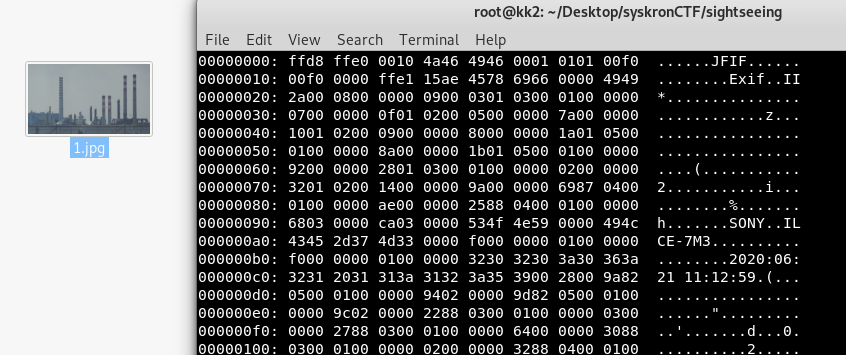 root@kk2: ~/Desktop/syskronCTF/sightseeing
File Edit View Search Terminal Help
1.jpg
00000000: ffd8 ffe0 0010 4a46 4946 0001 0101 00f0 ......JFIF......
00000010: 00f0 0000 ffe1 15ae 4578 6966 0000 4949 ........Exif..II
00000020: 2a00 0800 0000 0900 0301 0300 0100 0000 *...............
00000030: 0700 0000 0f01 0200 0500 0000 7a00 0000 ............z...
00000040: 1001 0200 0900 0000 8000 0000 1a01 0500 ................
00000050: 0100 0000 8a00 0000 1b01 0500 0100 0000 ................
00000060: 9200 0000 2801 0300 0100 0000 0200 0000 ....(...........
00000070: 3201 0200 1400 0000 9a00 0000 6987 0400 2...........i...
00000080: 0100 0000 ae00 0000 2588 0400 0100 0000 ........%.......
00000090: 6803 0000 ca03 0000 534f 4e59 0000 494c h.......SONY..IL
000000a0: 4345 2d37 4d33 0000 f000 0000 0100 0000 CE-7M3..........
000000b0: f000 0000 0100 0000 3230 3230 3a30 363a ........2020:06:
000000c0: 3231 2031 313a 3132 3a35 3900 2800 9a82 21 11:12:59.(...
000000d0: 0500 0100 0000 9402 0000 9d82 0500 0100 ................
000000e0: 0000 9c02 0000 2288 0300 0100 0000 0300 ......".........
000000f0: 0000 2788 0300 0100 0000 6400 0000 3088 ..'.......d...0.
00000100: 0300 0100 0000 0200 0000 3288 0400 0100 ..........2.....